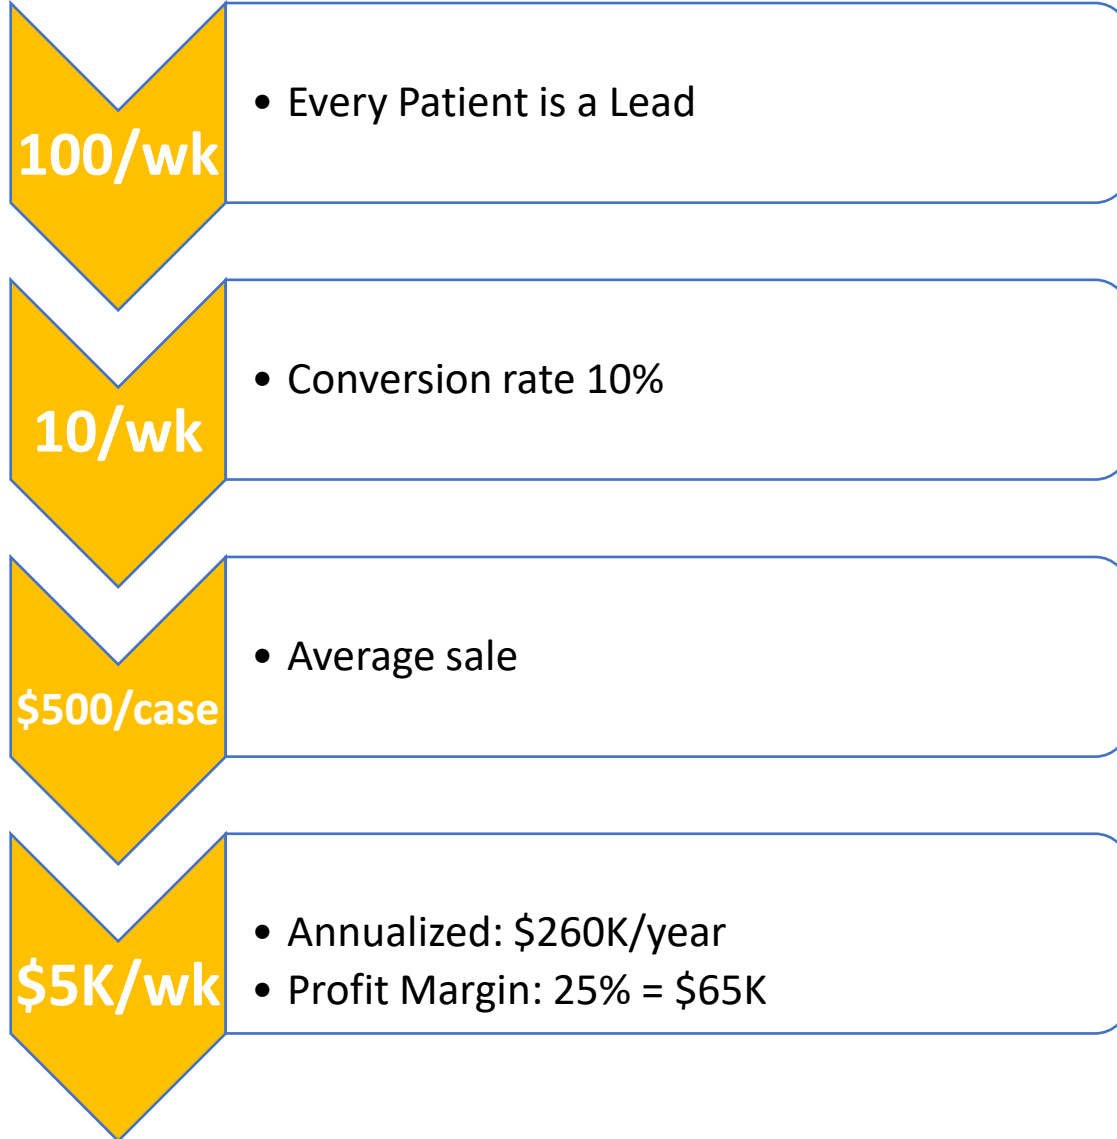 100/wk
• Every Patient is a Lead
10/wk
• Conversion rate 10%
$500/case
• Average sale
$5K/wk
• Annualized: $260K/year
• Profit Margin: 25% = $65K